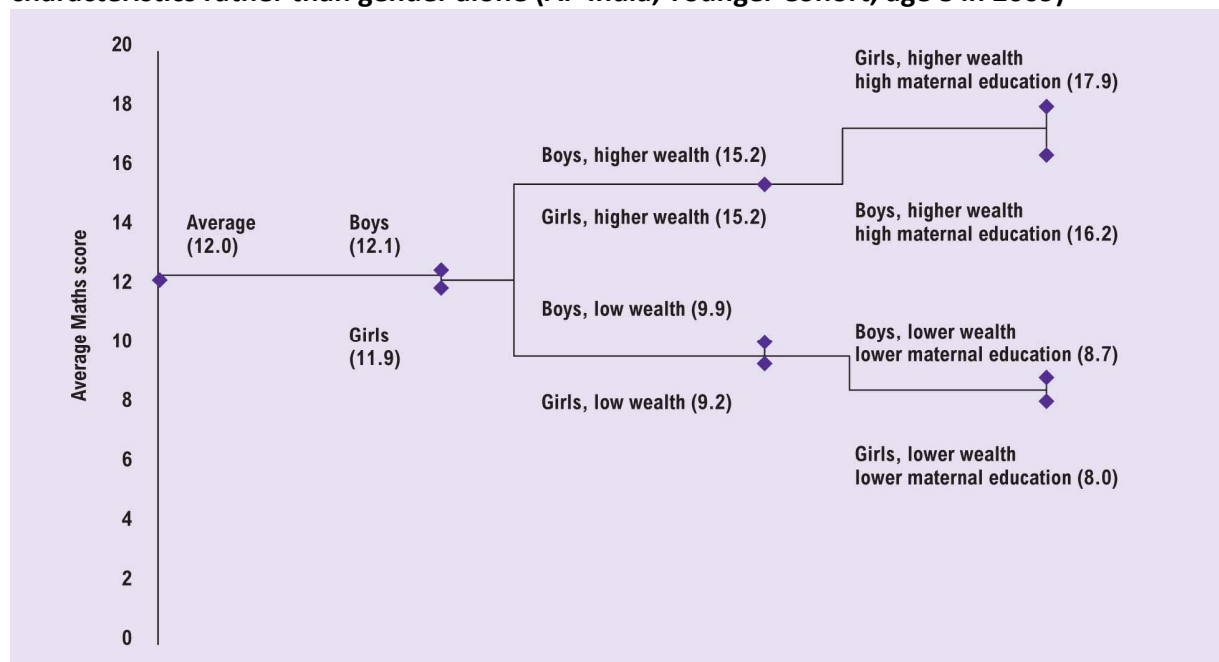 characteristics rather than gender alone (AP India, Younger Cohort, age 8 in 2009)
20
18
16
14
12
10
8
6
4
2
0
Average Maths score
Average
(12.0)
Boys
(12.1)
Girls
(11.9)
Boys, higher wealth (15.2)
Girls, higher wealth (15.2)
Boys, low wealth (9.9)
Girls, low wealth (9.2)
Girls, higher wealth
high maternal education (17.9)
Boys, higher wealth
high maternal education (16.2)
Boys, lower wealth
lower maternal education (8.7)
Girls, lower wealth
lower maternal education (8.0)